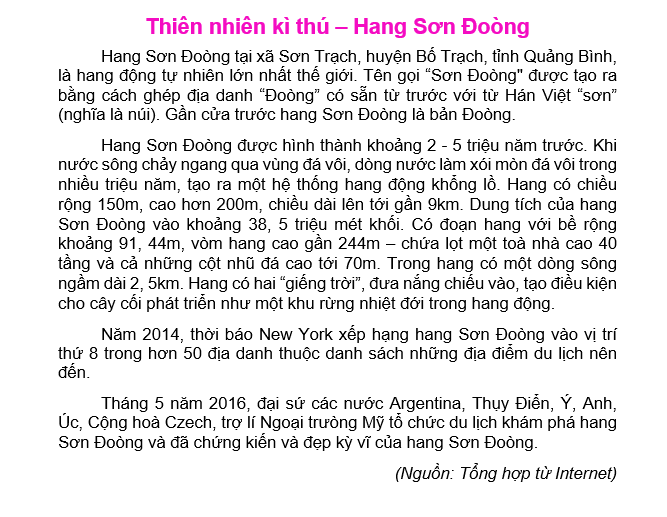 Thiên nhiên kì thú – Hang Sơn Đoòng
Hang Sơn Đoòng tại xã Sơn Trạch, huyện Bố Trạch, tỉnh Quảng Bình,
là hang động tự nhiên lớn nhất thế giới. Tên gọi “Sơn Đoòng" được tạo ra
bằng cách ghép địa danh “Đoòng” có sẵn từ trước với từ Hán Việt “sơn”
(nghĩa là núi). Gần cửa trước hang Sơn Đoòng là bản Đoòng.
Hang Sơn Đoòng được hình thành khoảng 2 - 5 triệu năm trước. Khi
nước sông chảy ngang qua vùng đá vôi, dòng nước làm xói mòn đá vôi trong
nhiều triệu năm, tạo ra một hệ thống hang động khổng lồ. Hang có chiều
rộng 150m, cao hơn 200m, chiều dài lên tới gần 9km. Dung tích của hang
Sơn Đoòng vào khoảng 38, 5 triệu mét khối. Có đoạn hang với bề rộng
khoảng 91, 44m, vòm hang cao gần 244m – chứa lọt một toà nhà cao 40
tầng và cả những cột nhũ đá cao tới 70m. Trong hang có một dòng sông
ngầm dài 2, 5km. Hang có hai “giếng trời”, đưa nắng chiếu vào, tạo điều kiện
cho cây cối phát triển như một khu rừng nhiệt đới trong hang động.
Năm 2014, thời báo New York xếp hạng hang Sơn Đoòng vào vị trí
thứ 8 trong hơn 50 địa danh thuộc danh sách những địa điểm du lịch nên
đến.
Tháng 5 năm 2016, đại sứ các nước Argentina, Thụy Điển, Ý, Anh,
Úc, Cộng hoà Czech, trợ lí Ngoại trưởng Mỹ tổ chức du lịch khám phá hang
Sơn Đoòng và đã chứng kiến vẻ đẹp kỳ vĩ của hang Sơn Đoòng.
(Nguồn: Tổng hợp từ Internet)